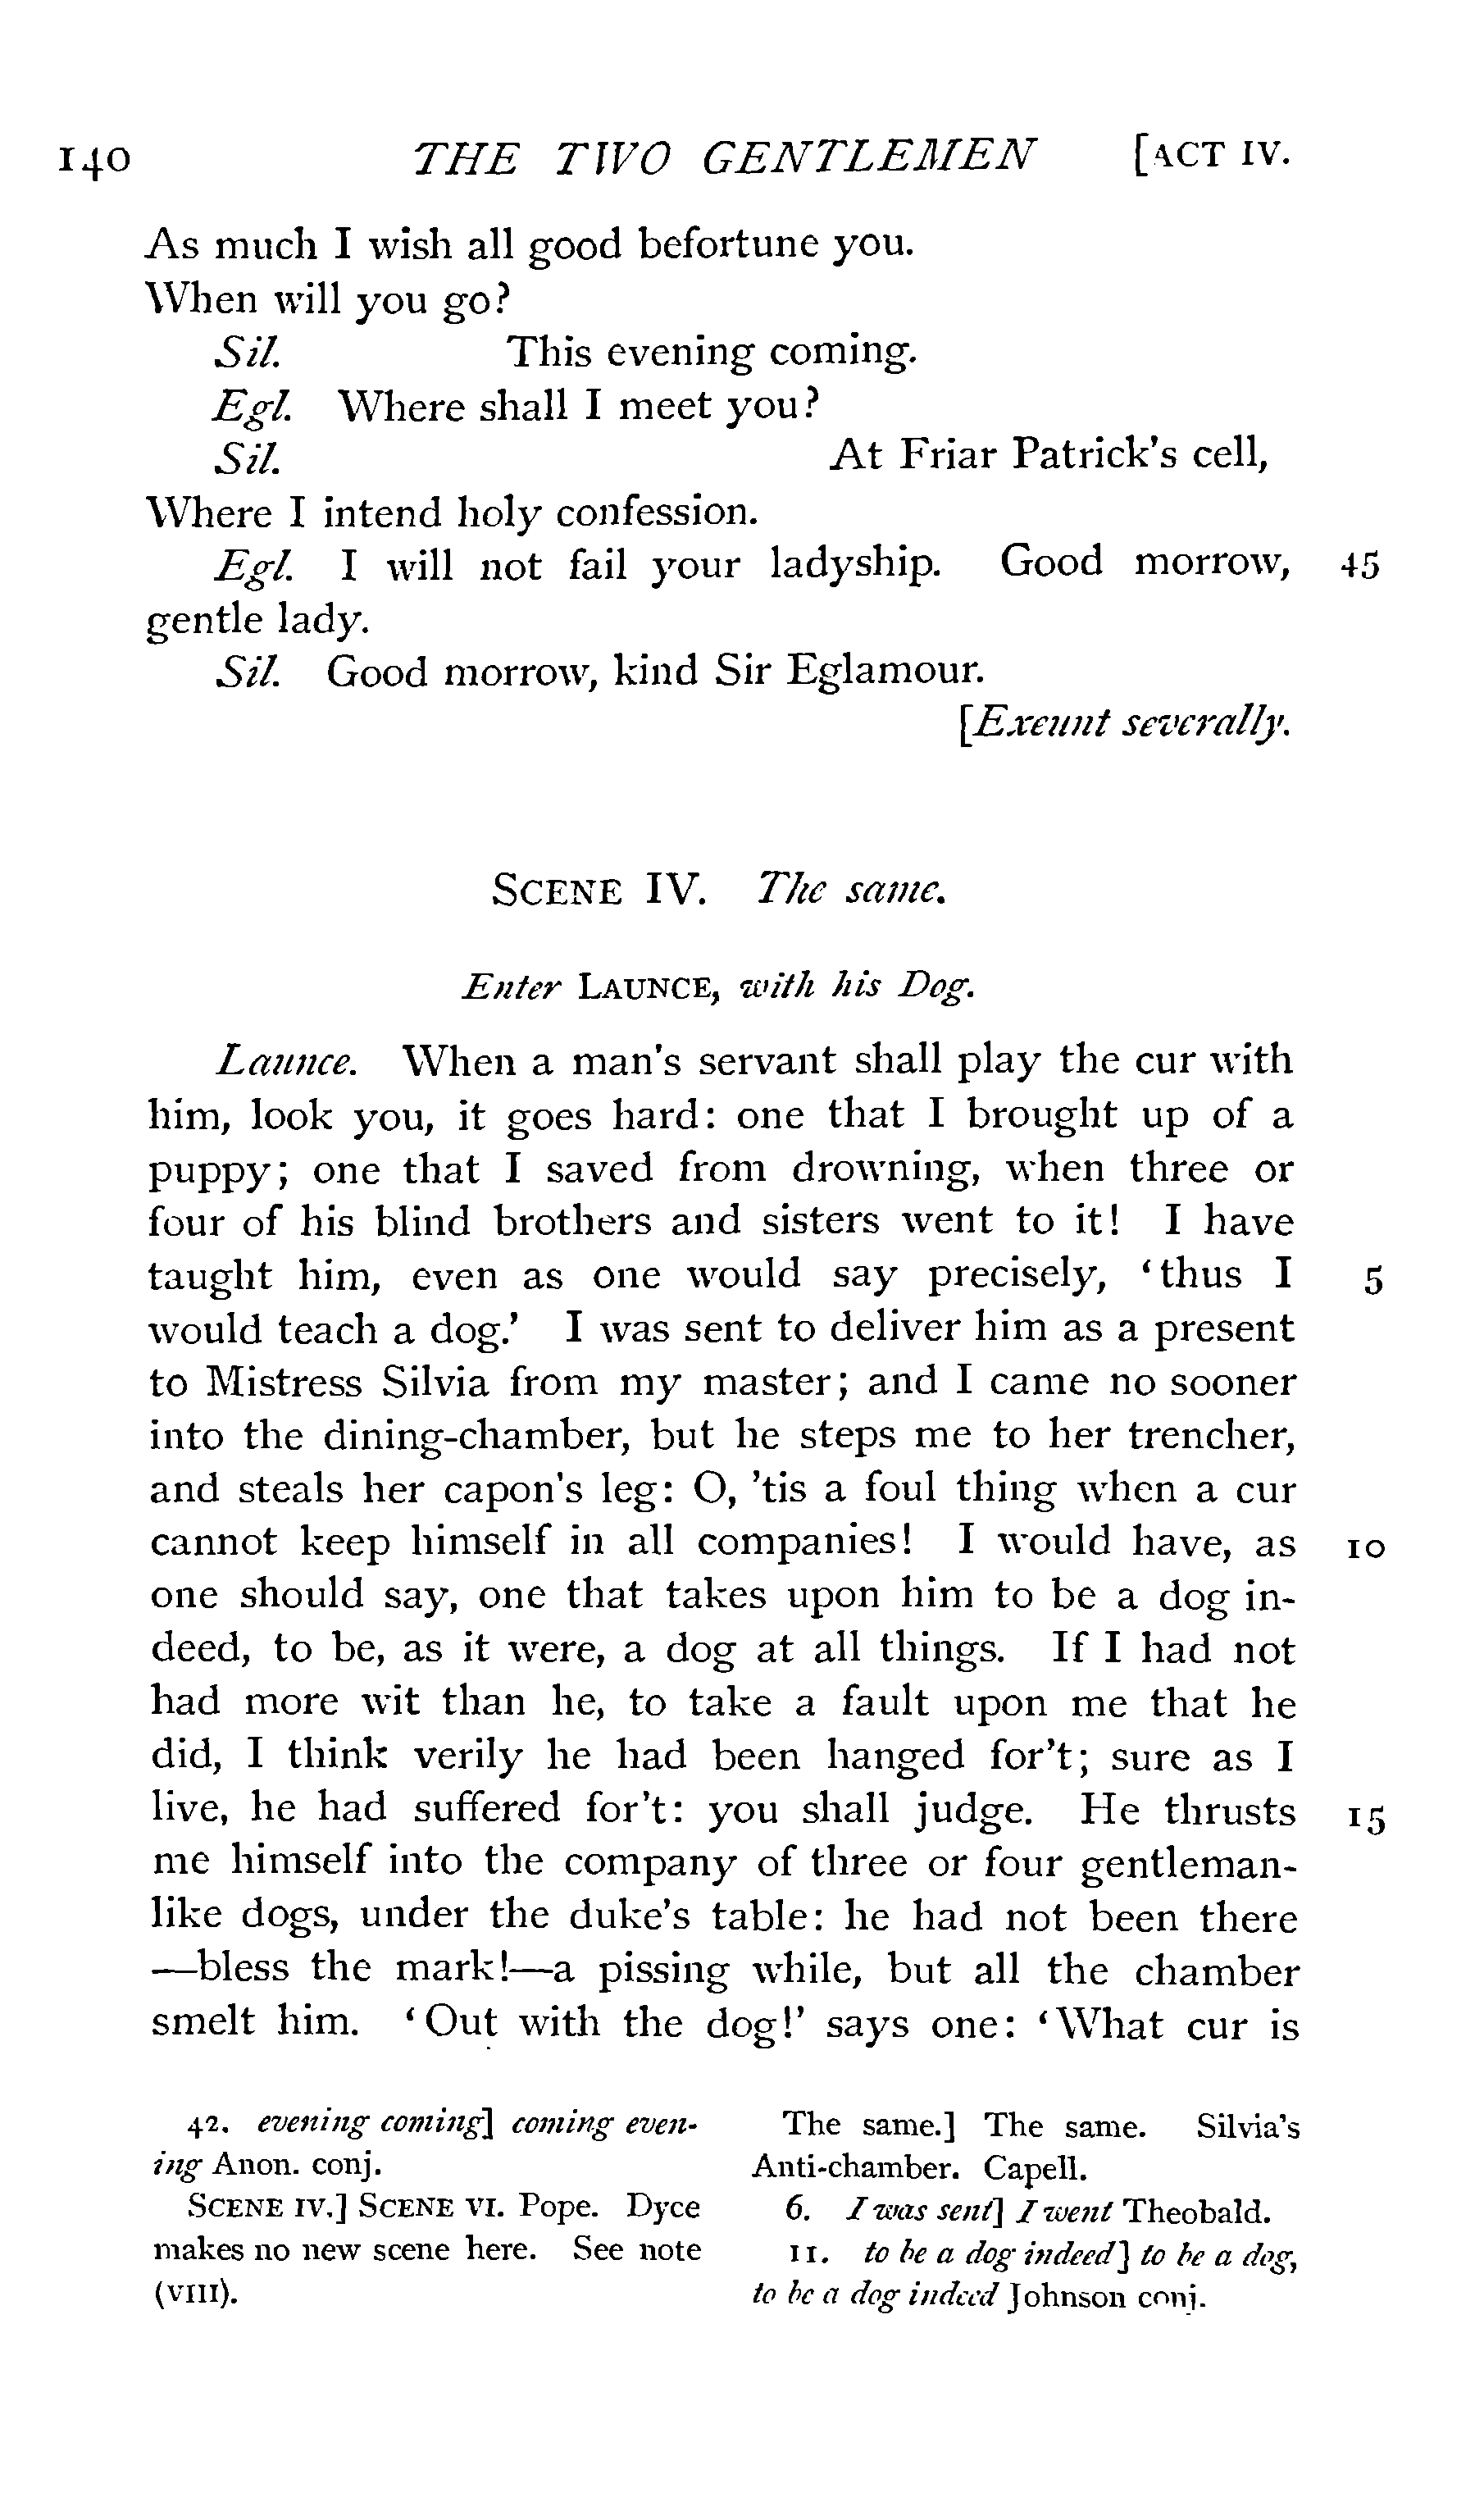 140 THE TWO GENTLEMEN [ACT IV.
As much I wish all good befortune you.
When will you go?
Sil. This evening coming.
Egl. Where shall I meet you?
Sil. At Friar Patrick's cell,
Where I intend holy confession.
Egl. I will not fail your ladyship. Good morrow, 45
gentle lady.
Sil. Good morrow, kind Sir Eglamour.
[Exeunt severally.
SCENE IV. The same.
Enter LAUNCE, with his Dog.
Launce. When a man's servant shall play the cur with
him, look you, it goes hard: one that I brought up of a
puppy; one that I saved from drowning, when three or
four of his blind brothers and sisters went to it! I have
taught him, even as one would say precisely, 'thus I 5
would teach a dog.' I was sent to deliver him as a present
to Mistress Silvia from my master; and I came no sooner
into the dining-chamber, but he steps me to her trencher,
and steals her capon's leg: O, 'tis a foul thing when a cur
cannot keep himself in all companies! I would have, as 10
one should say, one that takes upon him to be a dog in-
deed, to be, as it were, a dog at all things. If I had not
had more wit than he, to take a fault upon me that he
did, I think verily he had been hanged for't; sure as I
live, he had suffered for't: you shall judge. He thrusts 15
me himself into the company of three or four gentleman-
like dogs, under the duke's table: he had not been there
—bless the mark!—a pissing while, but all the chamber
smelt him. 'Out with the dog!' says one: 'What cur is
42. evening coming] coming even-
ing Anon. conj.
SCENE IV.] SCENE VI. Pope. Dyce
makes no new scene here. See note
(VIII).
The same.] The same. Silvia's
Anti-chamber. Capell.
6. I was sent] I went Theobald.
11. to be a dog indeed] to be a dog,
to be a dog indeed Johnson conj.